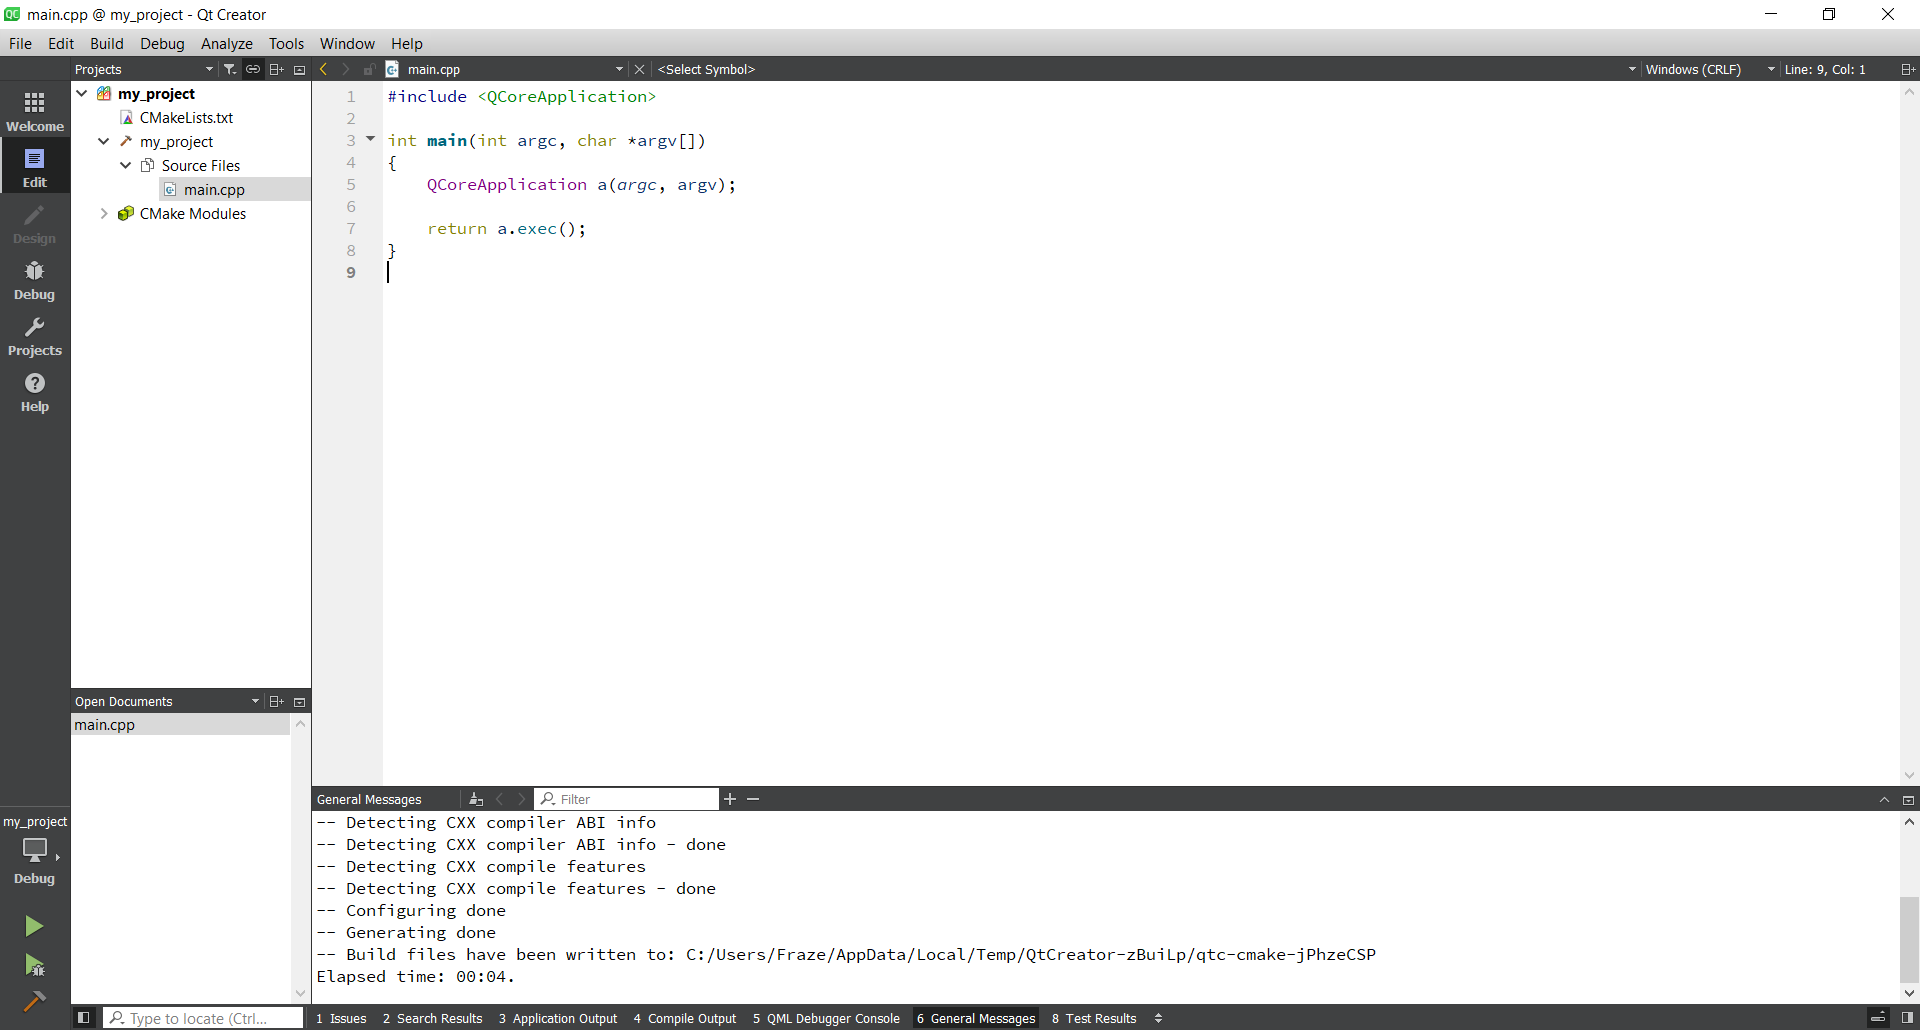 main.cpp @ my_project - Qt Creator
File Edit Build Debug Analyze Tools Window Help
Projects
main.cpp
<Select Symbol>
Windows (CRLF)
Line: 9, Col: 1
Welcome
Edit
Design
Debug
Projects
Help
my_project
CMakeLists.txt
my_project
Source Files
main.cpp
CMake Modules
1 #include <QCoreApplication>
2
3 int main(int argc, char *argv[])
4 {
5 QCoreApplication a(argc, argv);
6
7 return a.exec();
8 }
9
Open Documents
main.cpp
General Messages
Filter
-- Detecting CXX compiler ABI info
-- Detecting CXX compiler ABI info - done
-- Detecting CXX compile features
-- Detecting CXX compile features - done
-- Configuring done
-- Generating done
-- Build files have been written to: C:/Users/Fraze/AppData/Local/Temp/QtCreator-zBuiLp/qtc-cmake-jPhzeCSP
Elapsed time: 00:04.
my_project
Debug
Type to locate (Ctrl...
1 Issues 2 Search Results 3 Application Output 4 Compile Output 5 QML Debugger Console 6 General Messages 8 Test Results